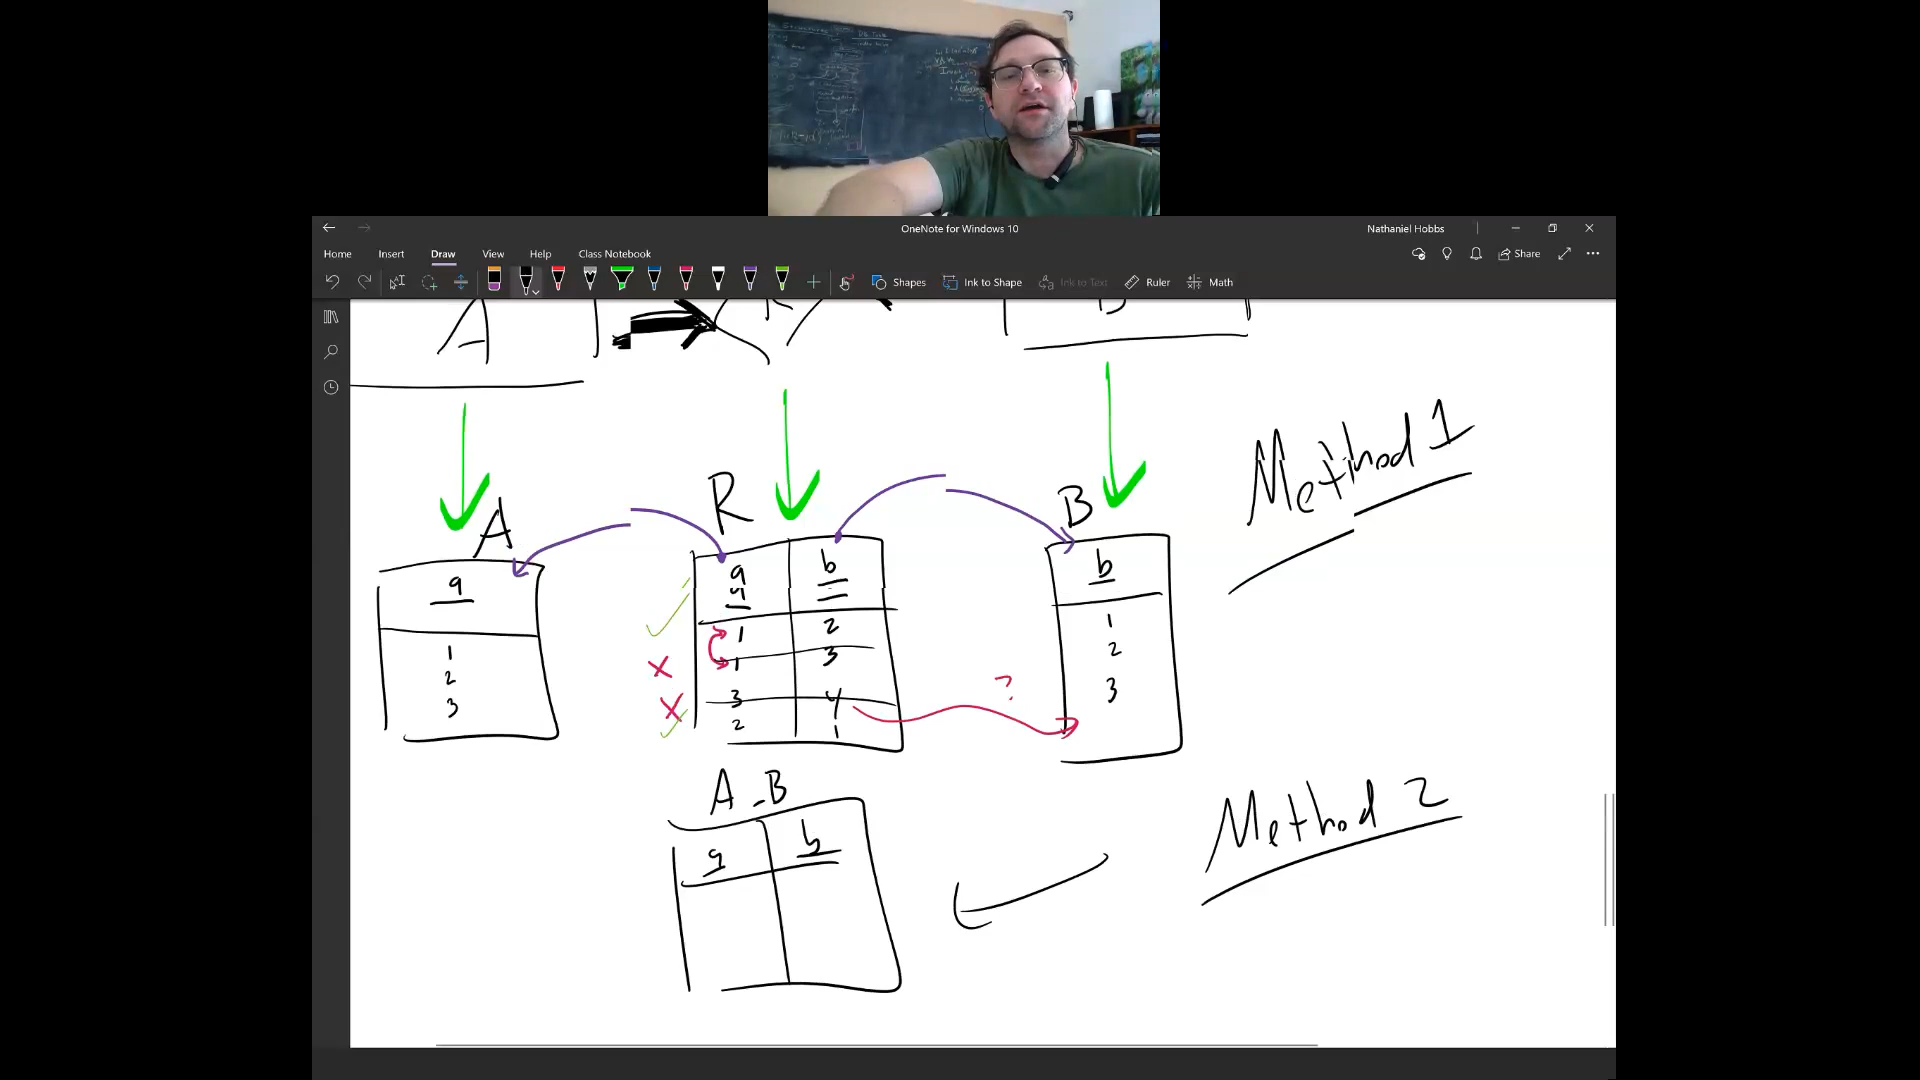 OneNote for Windows 10
Nathaniel Hobbs
Home Insert Draw View Help Class Notebook
Share
Shapes Ink to Shape Ink to Text Ruler Math
A
B
Method 1
A R B
a
a b
b
1
2
3
1 2
1 3
3 4
2 1
1
2
3
?
A_B
a b
Method 2